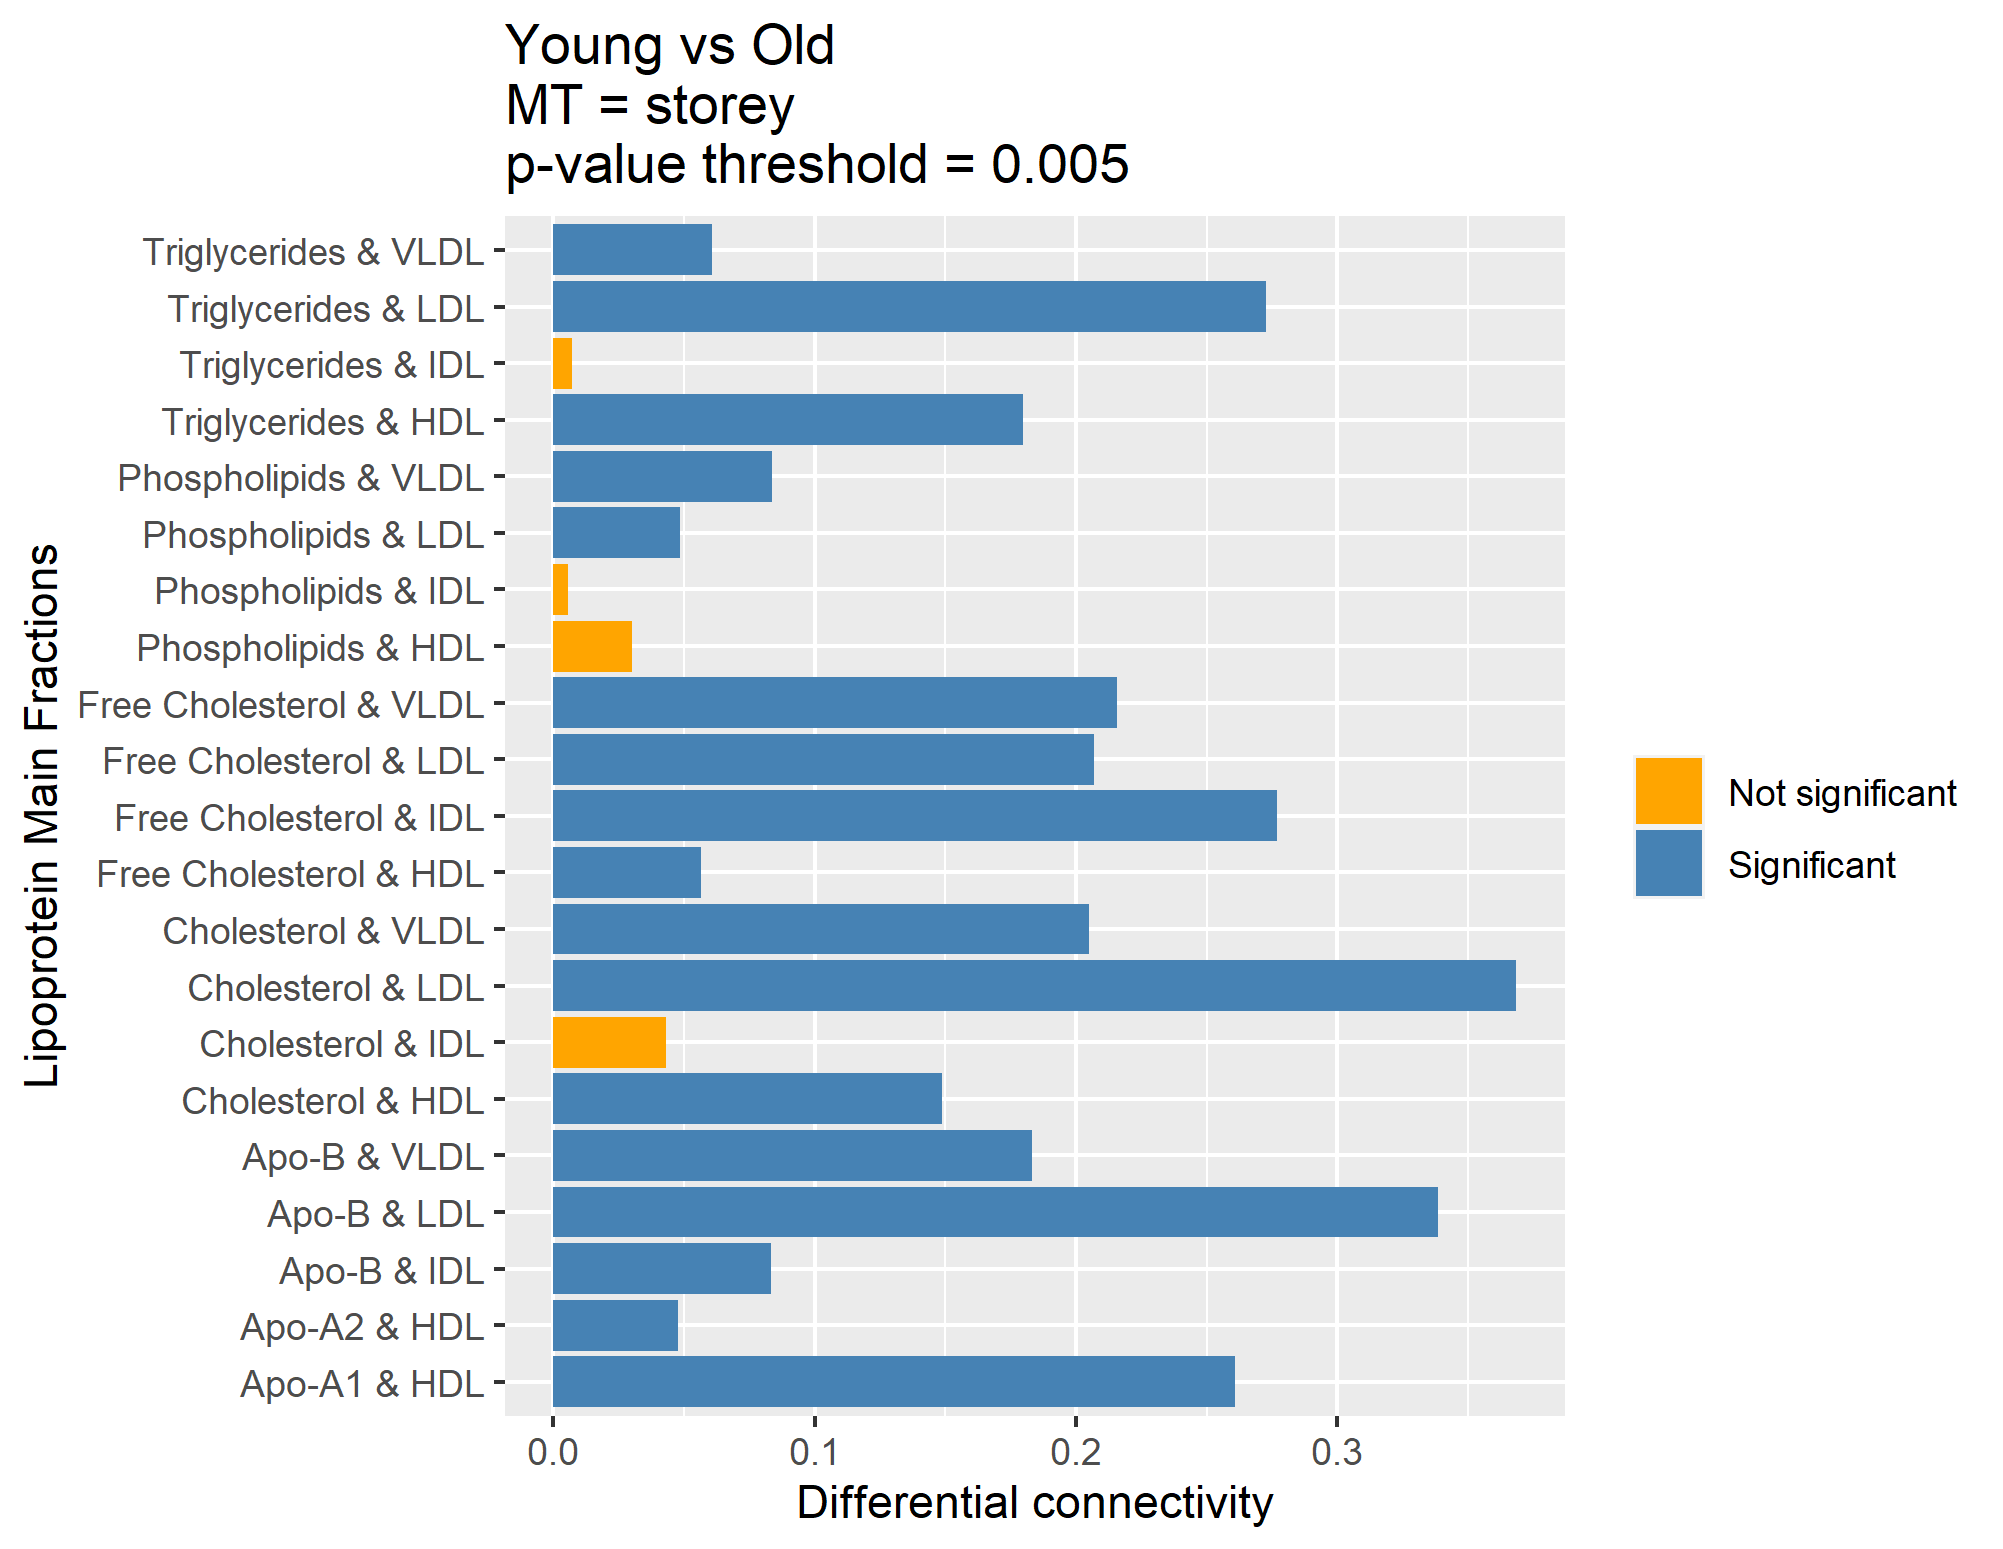 Young vs Old
MT = storey
p-value threshold = 0.005
Lipoprotein Main Fractions
Triglycerides & VLDL
Triglycerides & LDL
Triglycerides & IDL
Triglycerides & HDL
Phospholipids & VLDL
Phospholipids & LDL
Phospholipids & IDL
Phospholipids & HDL
Free Cholesterol & VLDL
Free Cholesterol & LDL
Free Cholesterol & IDL
Free Cholesterol & HDL
Cholesterol & VLDL
Cholesterol & LDL
Cholesterol & IDL
Cholesterol & HDL
Apo-B & VLDL
Apo-B & LDL
Apo-B & IDL
Apo-A2 & HDL
Apo-A1 & HDL
0.0 0.1 0.2 0.3
Differential connectivity
Not significant
Significant